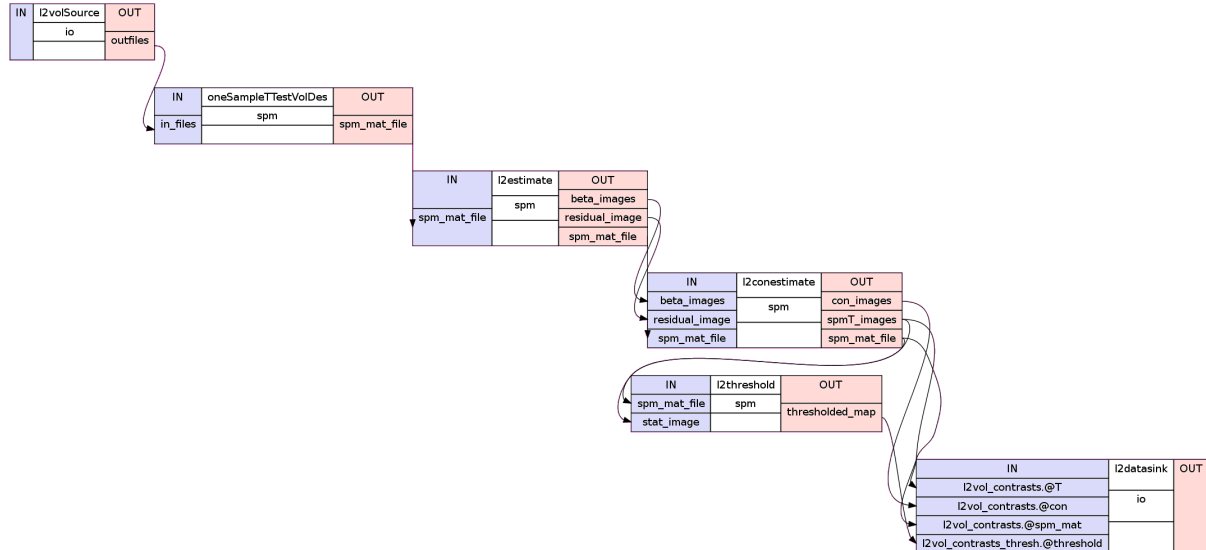 IN l2volSource OUT
io
outfiles
IN oneSampleTTestVolDes OUT
spm
in_files spm_mat_file
IN l2estimate OUT
beta_images
spm
spm_mat_file residual_image
spm_mat_file
IN l2conestimate OUT
beta_images con_images
spm
residual_image spmT_images
spm_mat_file spm_mat_file
IN l2threshold OUT
spm_mat_file spm
thresholded_map
stat_image
IN l2datasink OUT
l2vol_contrasts.@T
io
l2vol_contrasts.@con
l2vol_contrasts.@spm_mat
l2vol_contrasts_thresh.@threshold